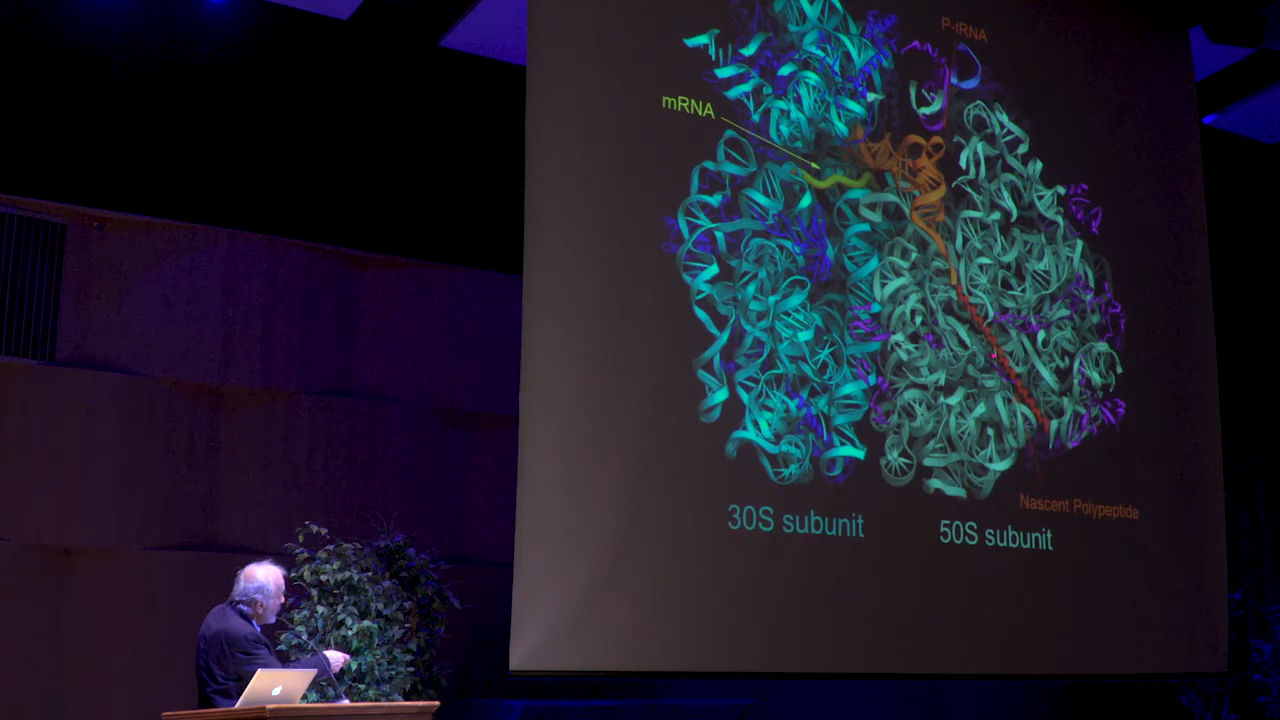 P-tRNA
mRNA
Nascent Polypeptide
30S subunit
50S subunit